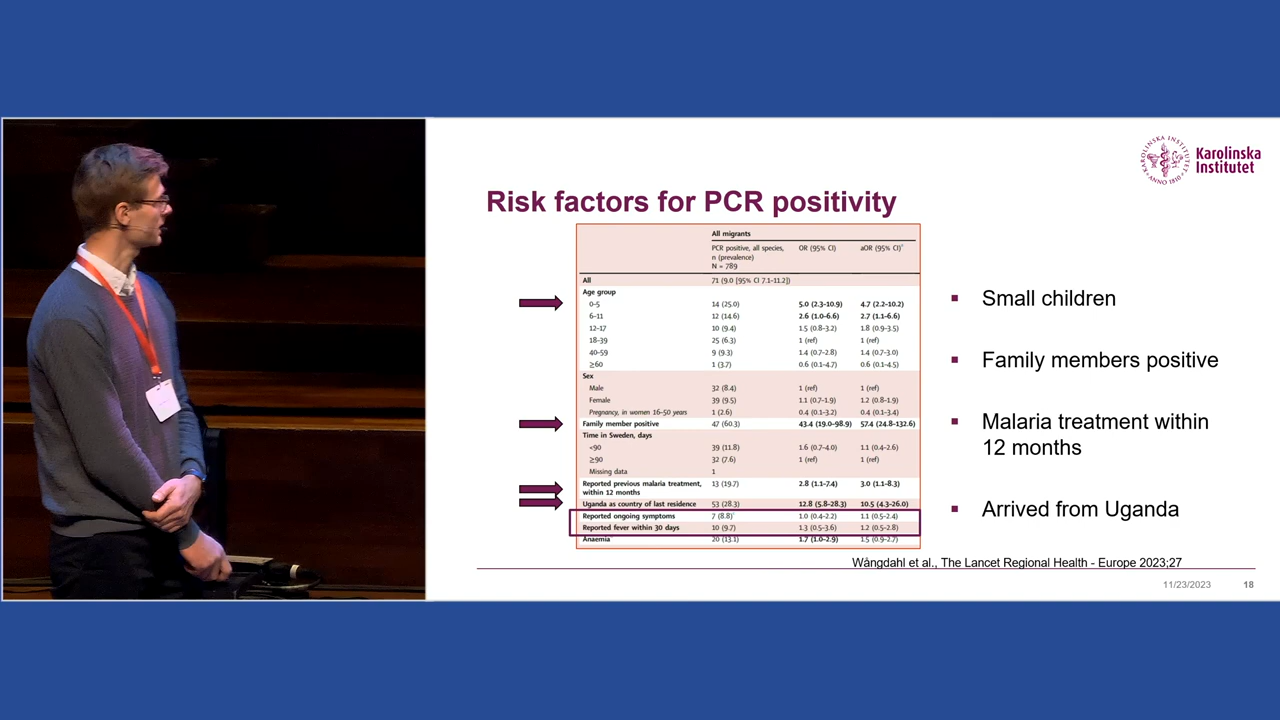 Karolinska
Institutet
ANNO 1810
Risk factors for PCR positivity
All migrants
PCR positive, all species, OR (95% CI) aOR (95% CI)
n (prevalence)
N = 789
All 71 (9.0 [95% CI 7.1–11.2])
Age group
0–5 14 (25.0) 5.0 (2.3–10.9) 4.7 (2.2–10.2)
6–11 12 (14.6) 2.6 (1.0–6.6) 2.7 (1.1–6.6)
12–17 10 (9.4) 1.5 (0.8–3.2) 1.8 (0.9–3.5)
18–39 25 (6.3) 1 (ref) 1 (ref)
40–59 9 (9.3) 1.4 (0.7–2.8) 1.4 (0.7–3.0)
≥60 1 (3.7) 0.6 (0.1–4.7) 0.6 (0.1–4.5)
Sex
Male 32 (8.4) 1 (ref) 1 (ref)
Female 39 (9.5) 1.1 (0.7–1.9) 1.2 (0.8–1.9)
Pregnancy, in women 16–50 years 1 (2.6) 0.4 (0.1–3.2) 0.4 (0.1–3.4)
Family member positive 47 (60.3) 43.4 (19.0–98.9) 57.4 (24.8–132.6)
Time in Sweden, days
<90 39 (11.8) 1.6 (0.7–4.0) 1.1 (0.4–2.6)
≥90 32 (7.6) 1 (ref) 1 (ref)
Missing data 1
Reported previous malaria treatment, 13 (19.7) 2.8 (1.1–7.4) 3.0 (1.1–8.3)
within 12 months
Uganda as country of last residence 53 (28.3) 12.8 (5.8–28.3) 10.5 (4.3–26.0)
Reported ongoing symptoms 7 (8.8) 1.0 (0.4–2.2) 1.1 (0.5–2.4)
Reported fever within 30 days 10 (9.7) 1.3 (0.5–3.6) 1.2 (0.5–2.8)
Anaemia 20 (13.1) 1.7 (1.0–2.9) 1.5 (0.9–2.7)
▪ Small children
▪ Family members positive
▪ Malaria treatment within
12 months
▪ Arrived from Uganda
Wångdahl et al., The Lancet Regional Health - Europe 2023;27
11/23/2023 18